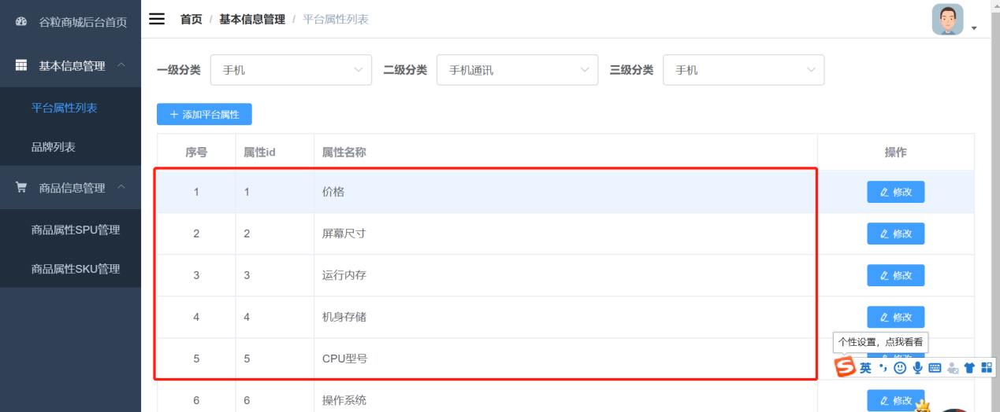 谷粒商城后台首页
基本信息管理
平台属性列表
品牌列表
商品信息管理
商品属性SPU管理
商品属性SKU管理
首页 / 基本信息管理 / 平台属性列表
一级分类 手机 二级分类 手机通讯 三级分类 手机
+ 添加平台属性
序号 属性id 属性名称 操作
1 1 价格 修改
2 2 屏幕尺寸 修改
3 3 运行内存 修改
4 4 机身存储 修改
个性设置，点我看看
5 5 CPU型号
S 英
6 6 操作系统 修改